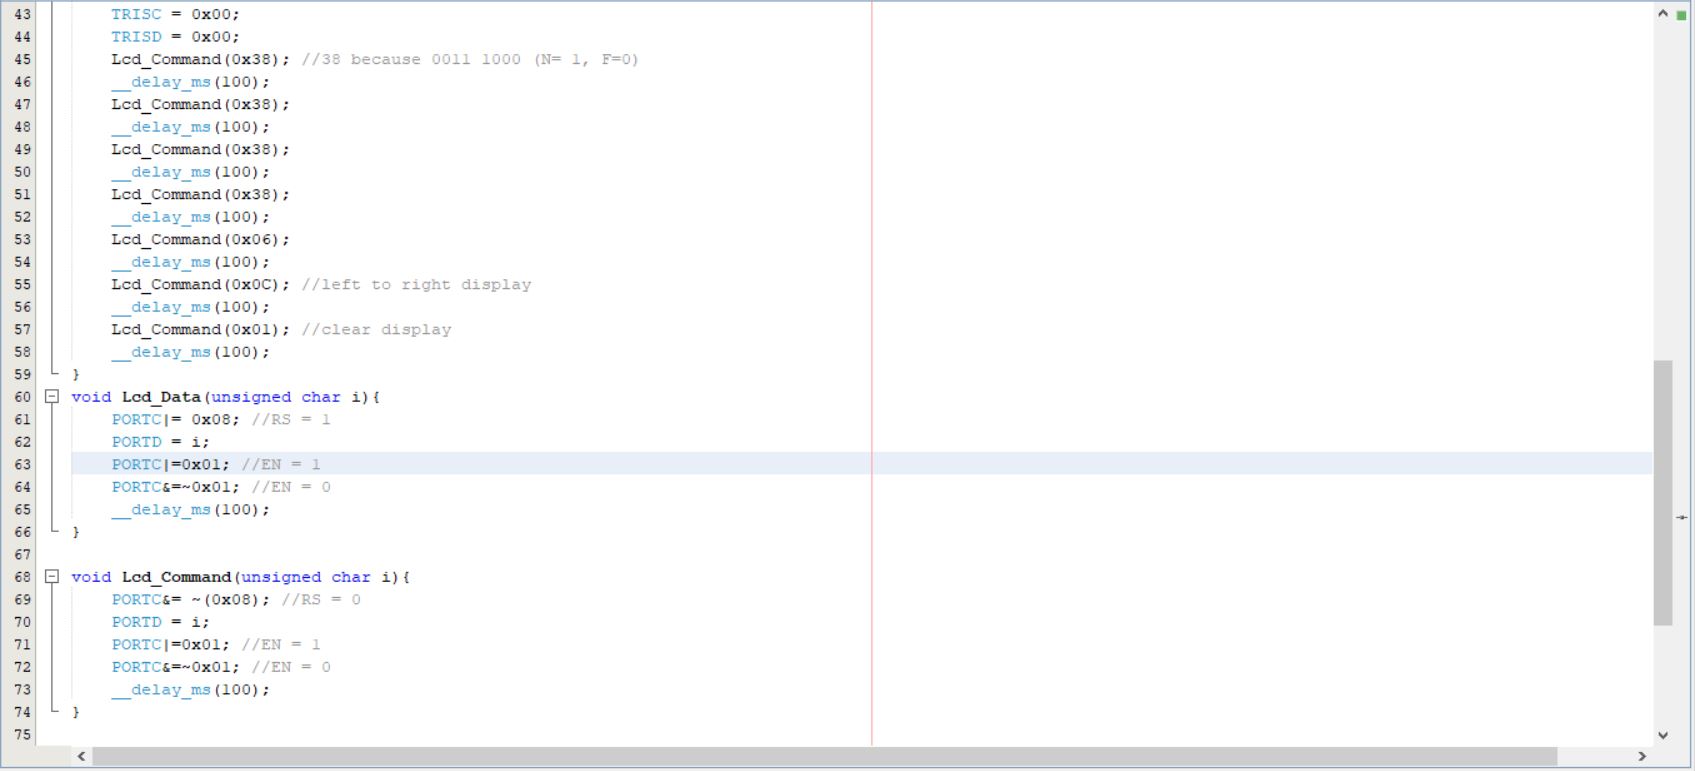 43 TRISC = 0x00;
44 TRISD = 0x00;
45 Lcd_Command(0x38); //38 because 0011 1000 (N= 1, F=0)
46 __delay_ms(100);
47 Lcd_Command(0x38);
48 __delay_ms(100);
49 Lcd_Command(0x38);
50 __delay_ms(100);
51 Lcd_Command(0x38);
52 __delay_ms(100);
53 Lcd_Command(0x06);
54 __delay_ms(100);
55 Lcd_Command(0x0C); //left to right display
56 __delay_ms(100);
57 Lcd_Command(0x01); //clear display
58 __delay_ms(100);
59 }
60 void Lcd_Data(unsigned char i){
61 PORTC|= 0x08; //RS = 1
62 PORTD = i;
63 PORTC|=0x01; //EN = 1
64 PORTC&=~0x01; //EN = 0
65 __delay_ms(100);
66 }
67
68 void Lcd_Command(unsigned char i){
69 PORTC&= ~(0x08); //RS = 0
70 PORTD = i;
71 PORTC|=0x01; //EN = 1
72 PORTC&=~0x01; //EN = 0
73 __delay_ms(100);
74 }
75